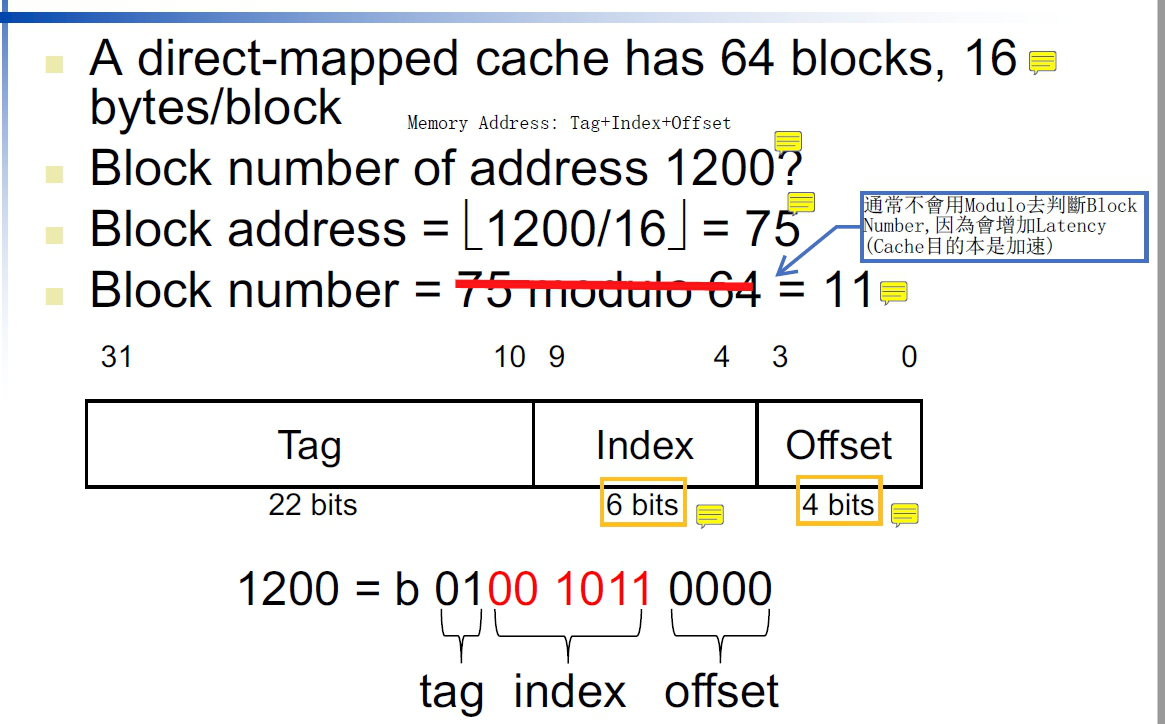 A direct-mapped cache has 64 blocks, 16
bytes/block
Memory Address: Tag+Index+Offset
Block number of address 1200?
Block address = ⌊1200/16⌋ = 75
通常不會用Modulo去判斷Block
Number,因為會增加Latency
(Cache目的本是加速)
Block number = 75 modulo 64 = 11
31 10 9 4 3 0
Tag Index Offset
22 bits 6 bits 4 bits
1200 = b 0100 1011 0000
tag index offset